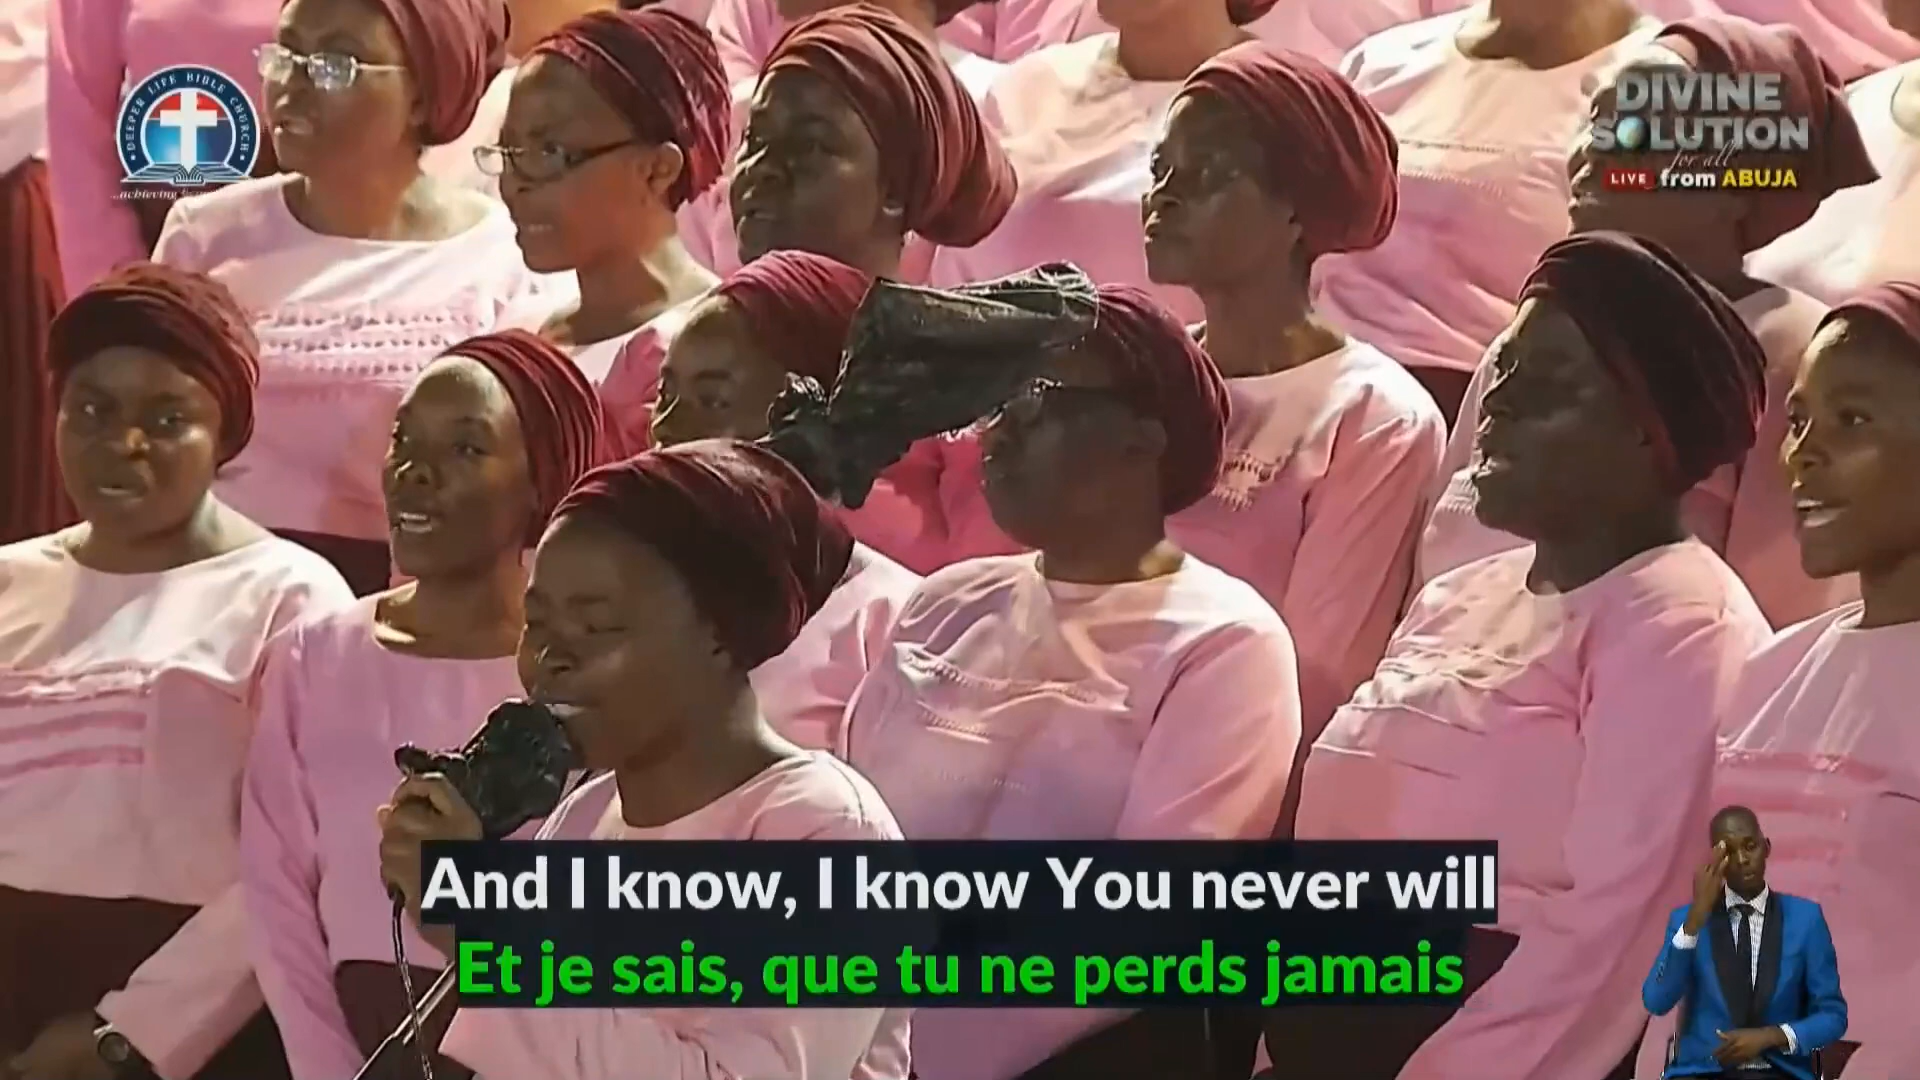 DEEPER LIFE BIBLE CHURCH
...achieving
DIVINE
SOLUTION
for all
LIVE from ABUJA
And I know, I know You never will
Et je sais, que tu ne perds jamais